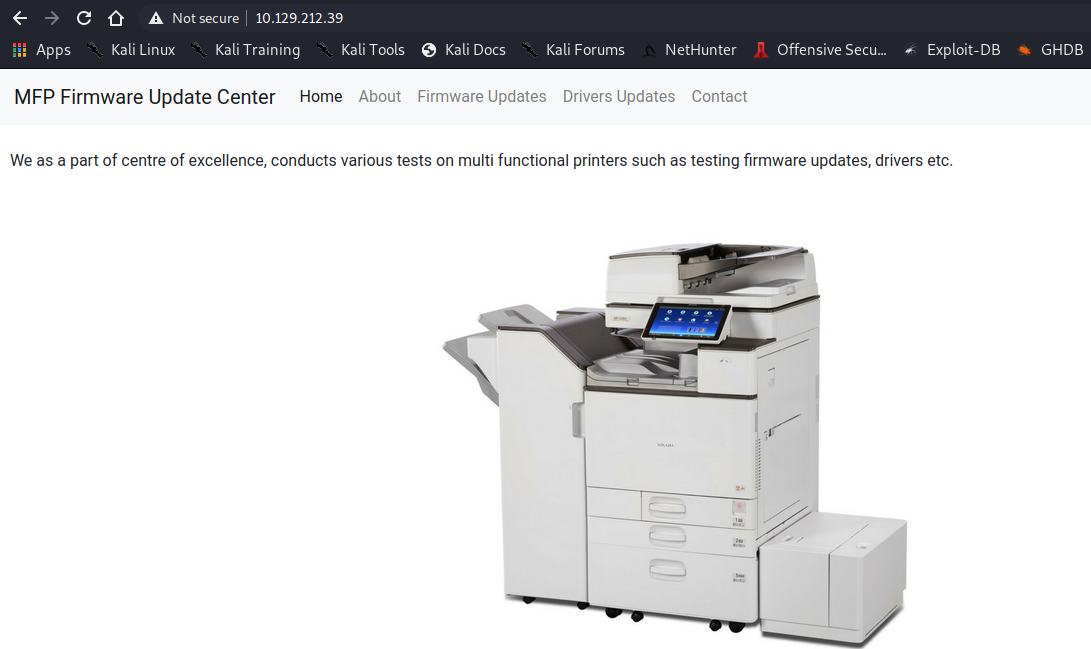 Not secure 10.129.212.39
Apps Kali Linux Kali Training Kali Tools Kali Docs Kali Forums NetHunter Offensive Secu... Exploit-DB GHDB
MFP Firmware Update Center Home About Firmware Updates Drivers Updates Contact
We as a part of centre of excellence, conducts various tests on multi functional printers such as testing firmware updates, drivers etc.